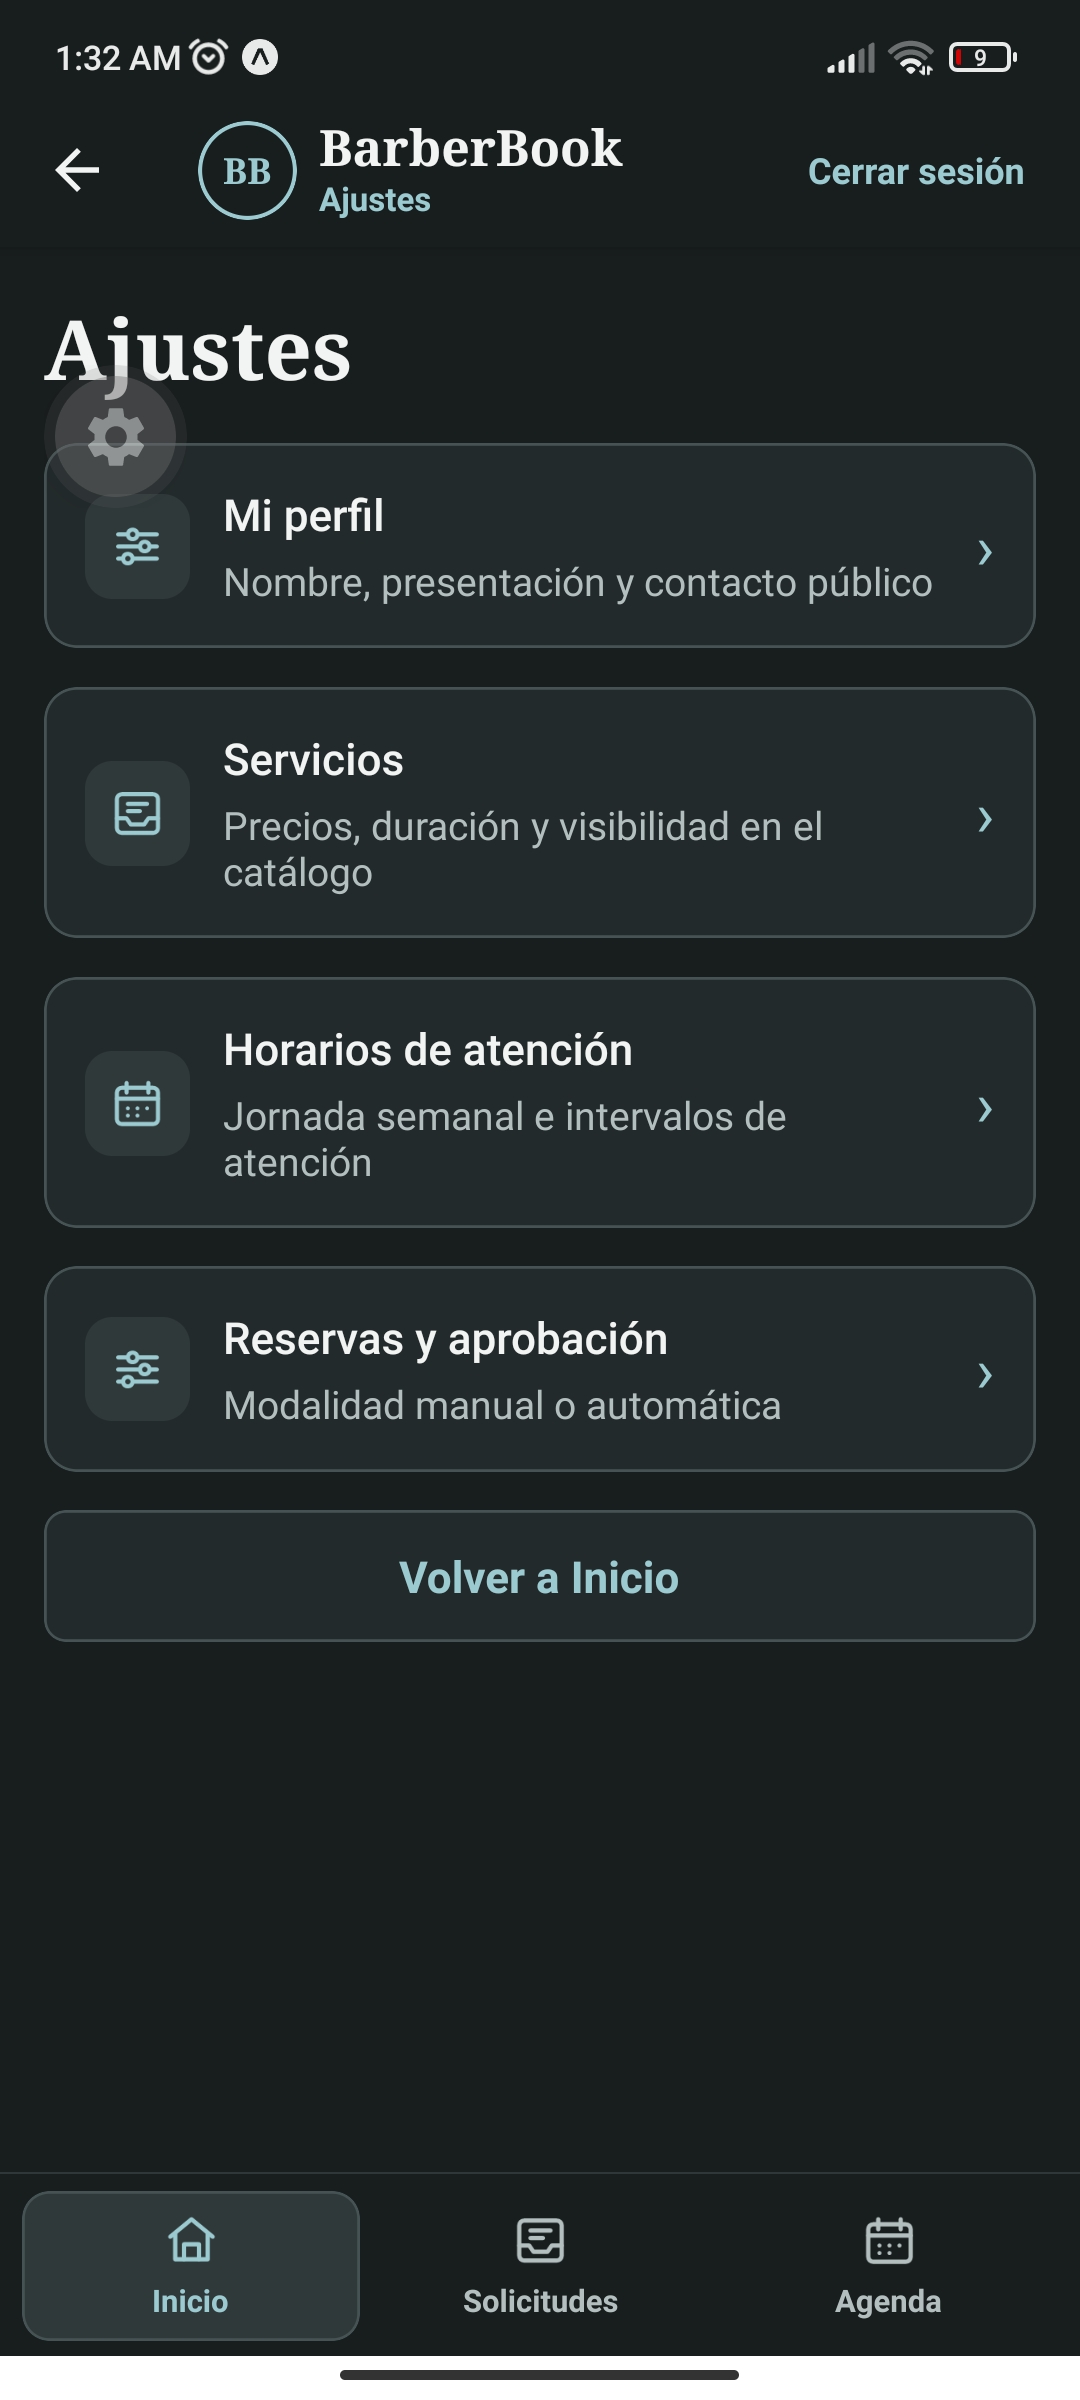 1:32 AM
9
BB
BarberBook
Ajustes
Cerrar sesión
Ajustes
Mi perfil
Nombre, presentación y contacto público
Servicios
Precios, duración y visibilidad en el
catálogo
Horarios de atención
Jornada semanal e intervalos de
atención
Reservas y aprobación
Modalidad manual o automática
Volver a Inicio
Inicio
Solicitudes
Agenda